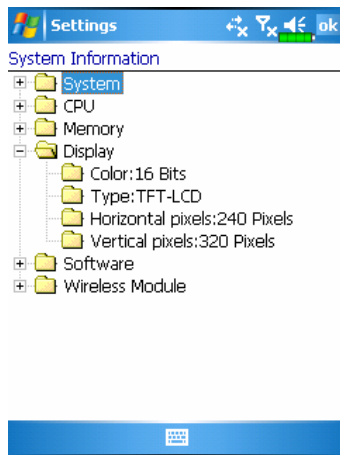 Settings ok
System Information
System
CPU
Memory
Display
Color:16 Bits
Type:TFT-LCD
Horizontal pixels:240 Pixels
Vertical pixels:320 Pixels
Software
Wireless Module